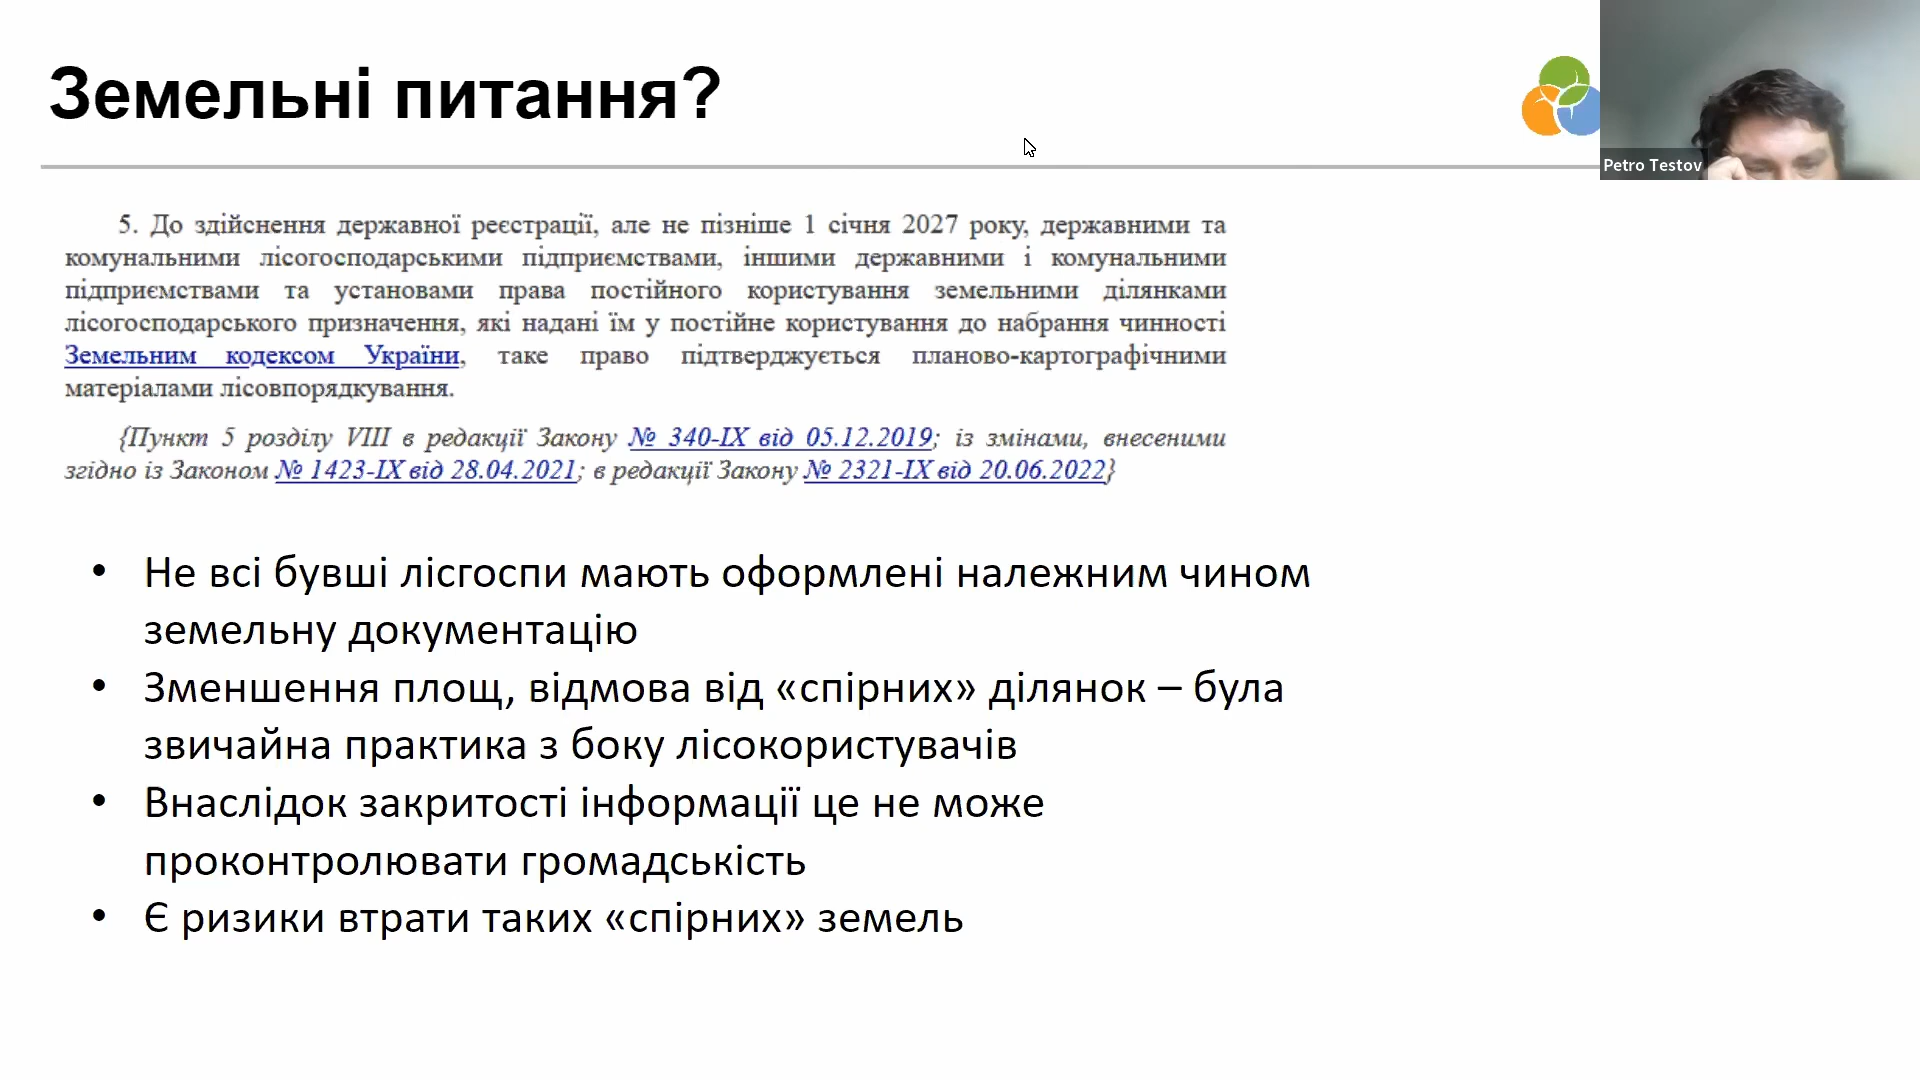 Земельні питання?
Petro Testov
5. До здійснення державної реєстрації, але не пізніше 1 січня 2027 року, державними та
комунальними лісогосподарськими підприємствами, іншими державними і комунальними
підприємствами та установами права постійного користування земельними ділянками
лісогосподарського призначення, які надані їм у постійне користування до набрання чинності
Земельним кодексом України, таке право підтверджується планово-картографічними
матеріалами лісовпорядкування.
{Пункт 5 розділу VIII в редакції Закону № 340-IX від 05.12.2019; із змінами, внесеними
згідно із Законом № 1423-IX від 28.04.2021; в редакції Закону № 2321-IX від 20.06.2022}
• Не всі бувші лісгоспи мають оформлені належним чином
земельну документацію
• Зменшення площ, відмова від «спірних» ділянок – була
звичайна практика з боку лісокористувачів
• Внаслідок закритості інформації це не може
проконтролювати громадськість
• Є ризики втрати таких «спірних» земель